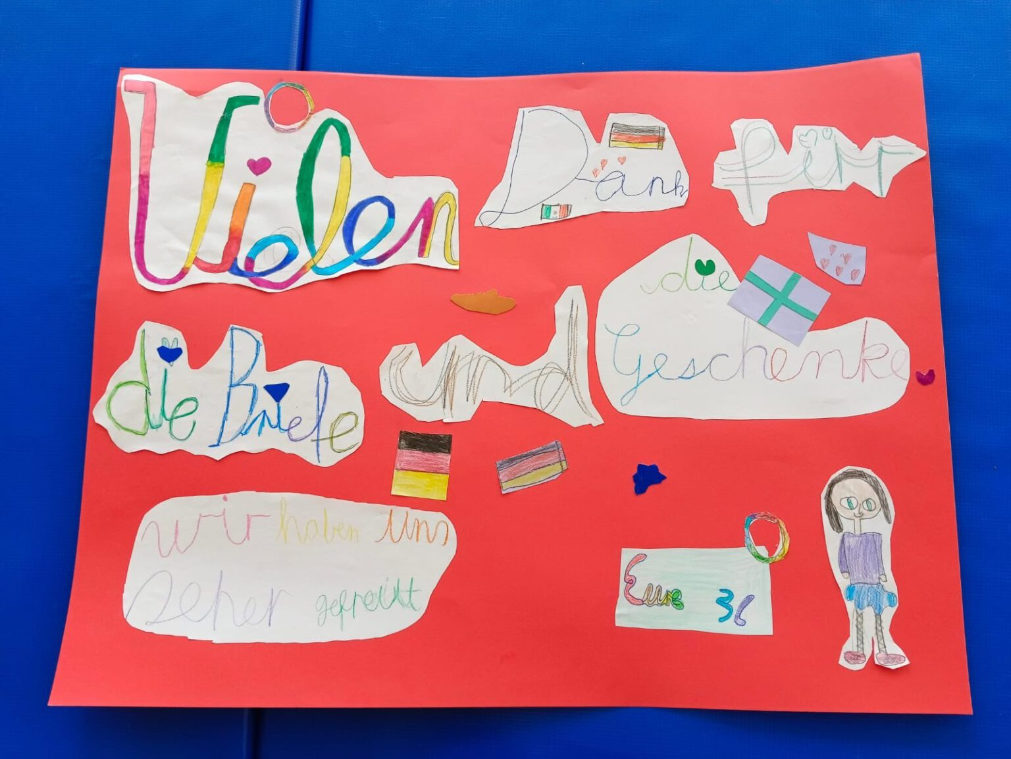 Vielen Dank für
die Briefe und die Geschenke
wir haben Uns
seher gefreut
Eure 3c